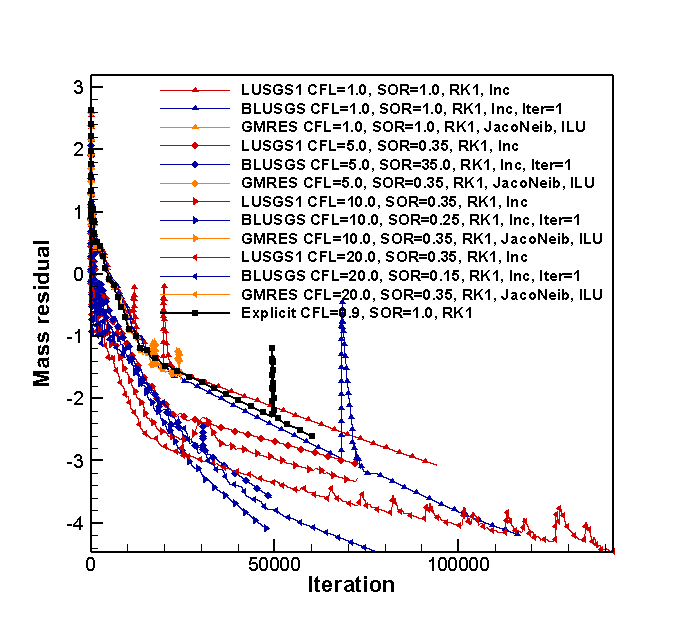 3
LUSGS1 CFL=1.0, SOR=1.0, RK1, Inc
BLUSGS CFL=1.0, SOR=1.0, RK1, Inc, Iter=1
GMRES CFL=1.0, SOR=1.0, RK1, JacoNeib, ILU
2
LUSGS1 CFL=5.0, SOR=0.35, RK1, Inc
BLUSGS CFL=5.0, SOR=35.0, RK1, Inc, Iter=1
GMRES CFL=5.0, SOR=0.35, RK1, JacoNeib, ILU
1
LUSGS1 CFL=10.0, SOR=0.35, RK1, Inc
BLUSGS CFL=10.0, SOR=0.25, RK1, Inc, Iter=1
GMRES CFL=10.0, SOR=0.35, RK1, JacoNeib, ILU
LUSGS1 CFL=20.0, SOR=0.35, RK1, Inc
0
BLUSGS CFL=20.0, SOR=0.15, RK1, Inc, Iter=1
GMRES CFL=20.0, SOR=0.35, RK1, JacoNeib, ILU
Explicit CFL=0.9, SOR=1.0, RK1
Mass residual
-1
-2
-3
-4
0
50000
100000
Iteration